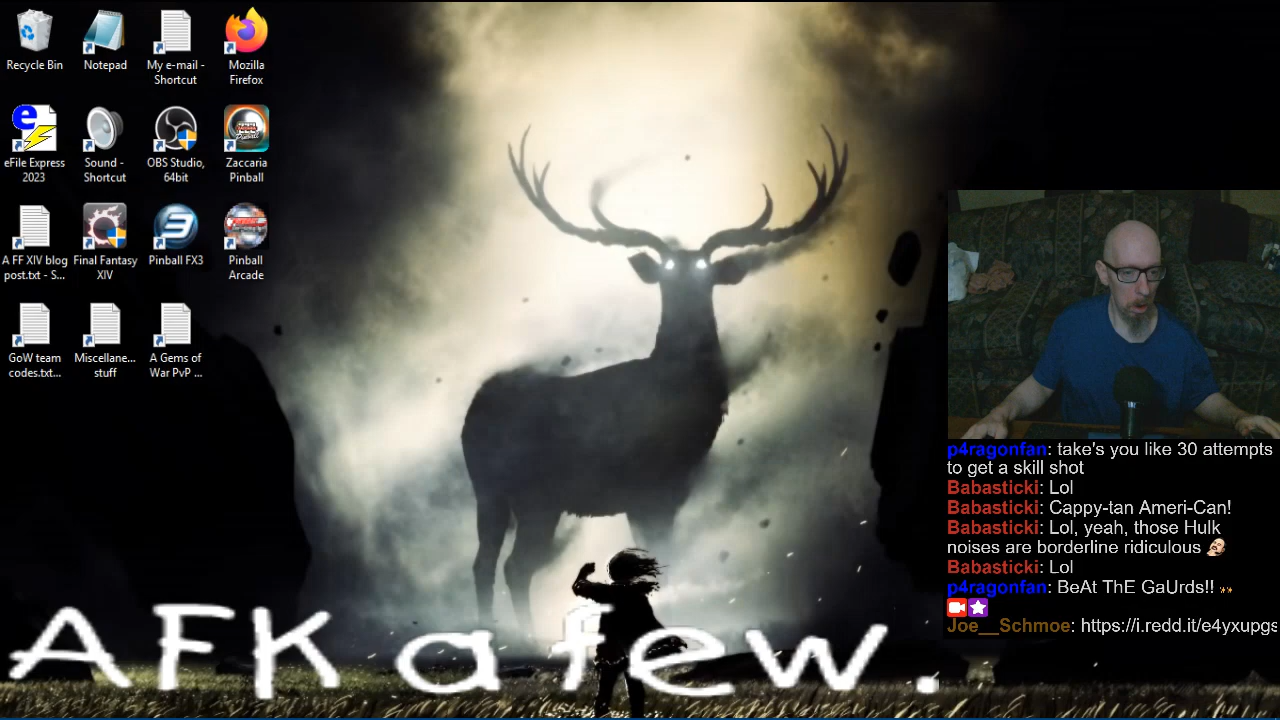 Recycle Bin
Notepad
My e-mail - Shortcut
Mozilla Firefox
eFile Express 2023
Sound - Shortcut
OBS Studio, 64bit
Zaccaria Pinball
A FF XIV blog post.txt - S...
Final Fantasy XIV
Pinball FX3
Pinball Arcade
GoW team codes.txt...
Miscellane... stuff
A Gems of War PvP ...
p4ragonfan: take's you like 30 attempts
to get a skill shot
Babasticki: Lol
Babasticki: Cappy-tan Ameri-Can!
Babasticki: Lol, yeah, those Hulk
noises are borderline ridiculous
Babasticki: Lol
p4ragonfan: BeAt ThE GaUrds!!
Joe__Schmoe: https://i.redd.it/e4yxupgs
AFK a few.